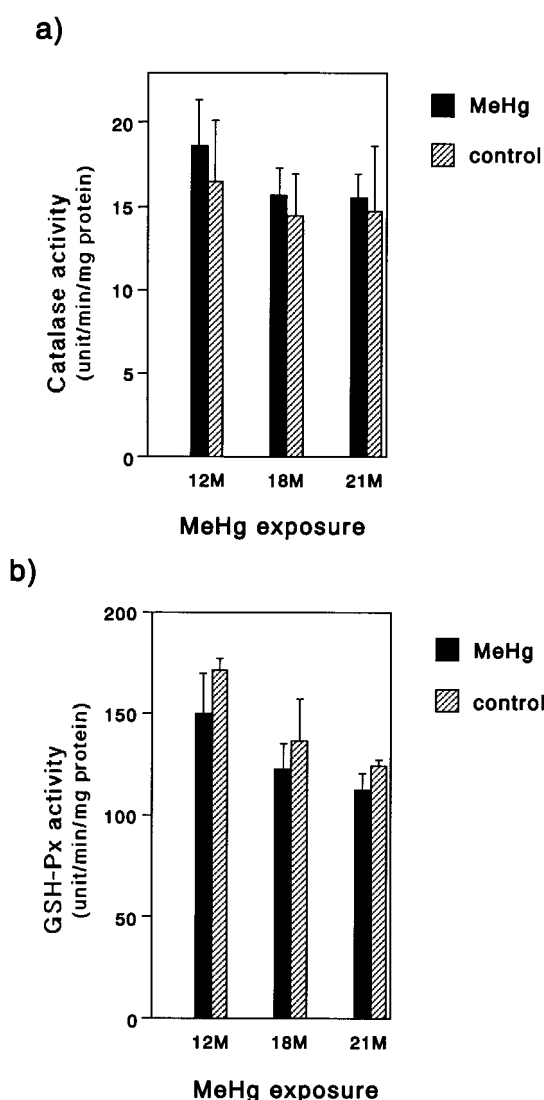 a)
MeHg
control
Catalase activity
(unit/min/mg protein)
20
15
10
5
0
12M 18M 21M
MeHg exposure
b)
MeHg
control
GSH-Px activity
(unit/min/mg protein)
200
150
100
50
0
12M 18M 21M
MeHg exposure